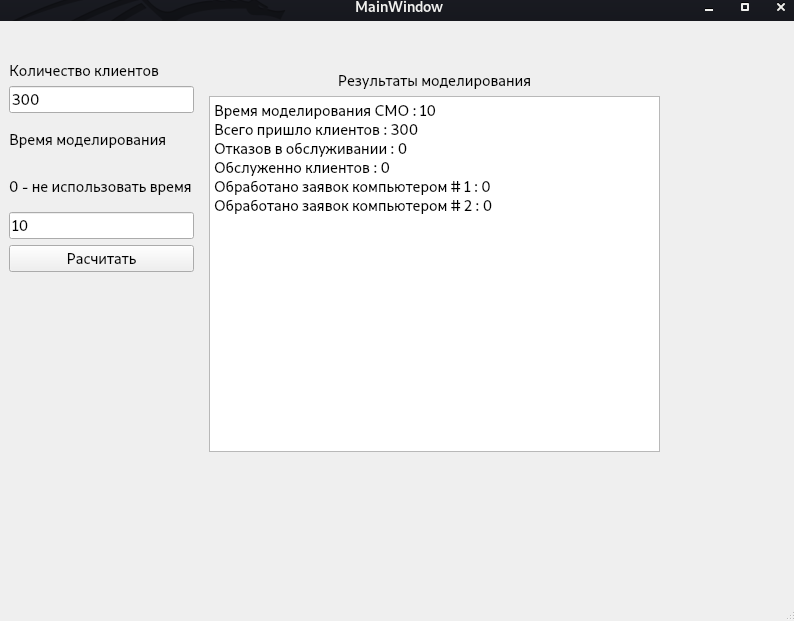 MainWindow
Количество клиентов
300
Время моделирования
0 - не использовать время
10
Расчитать
Результаты моделирования
Время моделирования СМО : 10
Всего пришло клиентов : 300
Отказов в обслуживании : 0
Обслуженно клиентов : 0
Обработано заявок компьютером # 1 : 0
Обработано заявок компьютером # 2 : 0